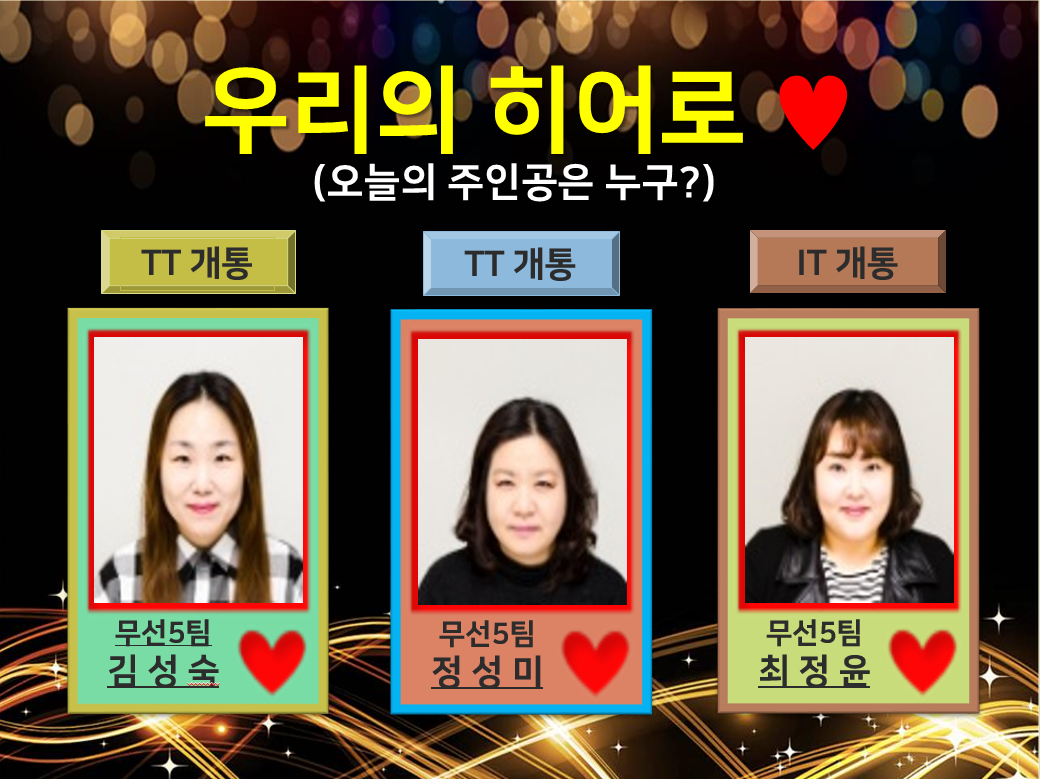 우리의 히어로 ♥
(오늘의 주인공은 누구?)
TT 개통
TT 개통
IT 개통
무선5팀
김 성 숙
무선5팀
정 성 미
무선5팀
최 정 윤